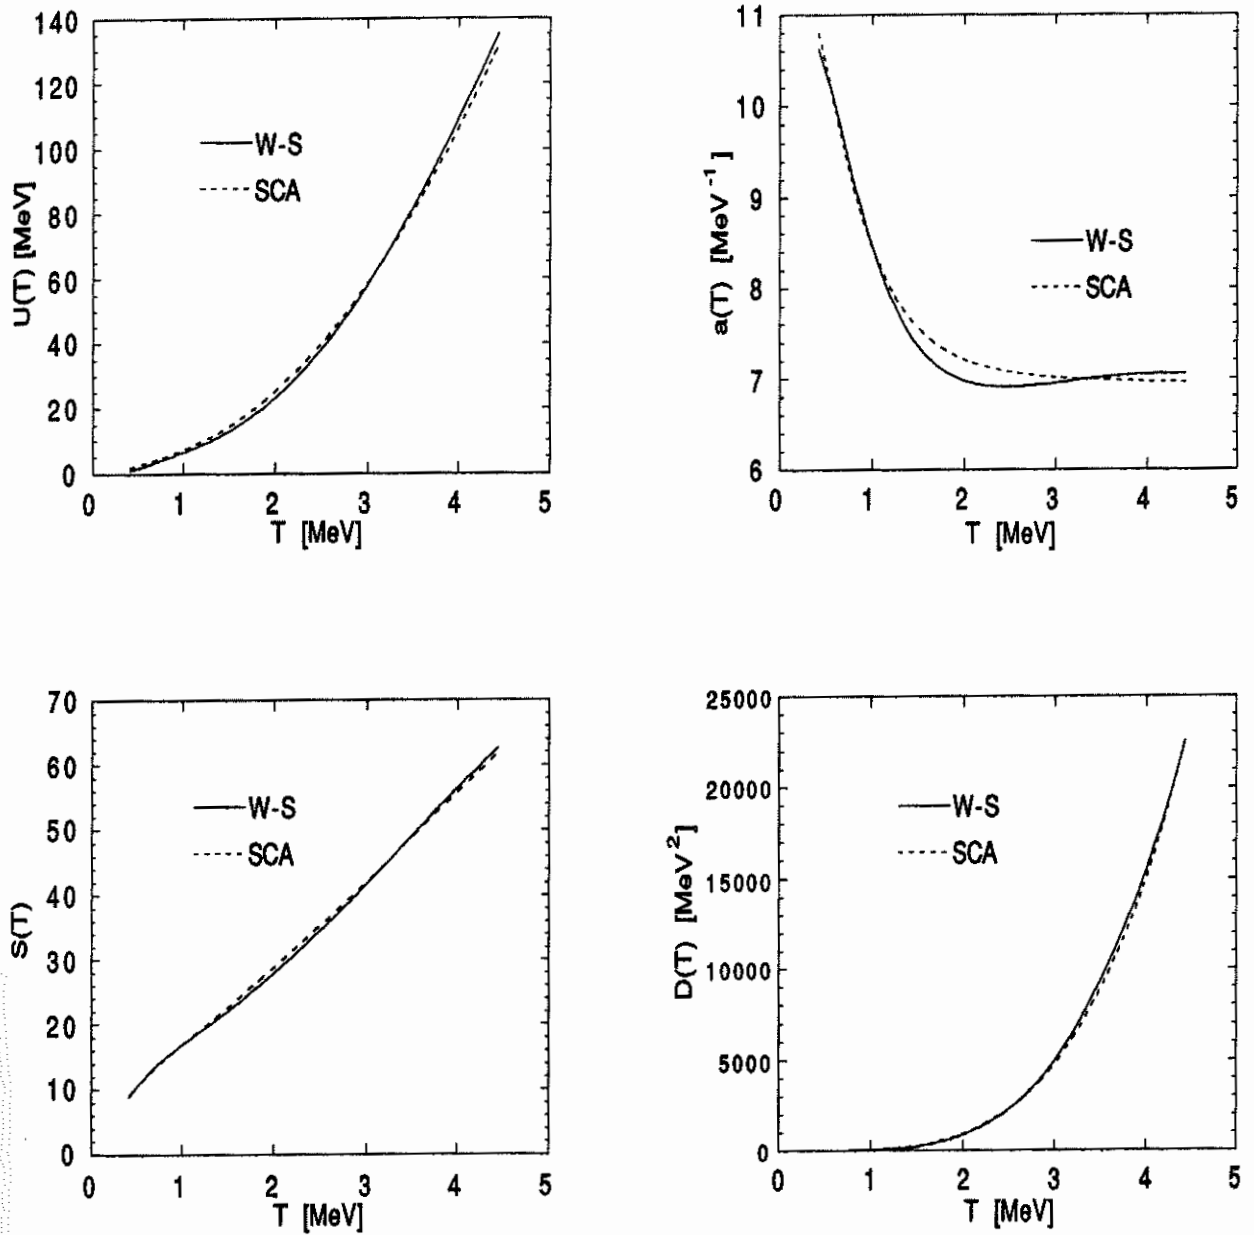 140
120
100
80
60
40
20
0
U(T) [MeV]
W-S
SCA
0 1 2 3 4 5
T [MeV]
11
10
9
8
7
6
a(T) [MeV⁻¹]
W-S
SCA
0 1 2 3 4 5
T [MeV]
70
60
50
40
30
20
10
0
S(T)
W-S
SCA
0 1 2 3 4 5
T [MeV]
25000
20000
15000
10000
5000
0
D(T) [MeV²]
W-S
SCA
0 1 2 3 4 5
T [MeV]